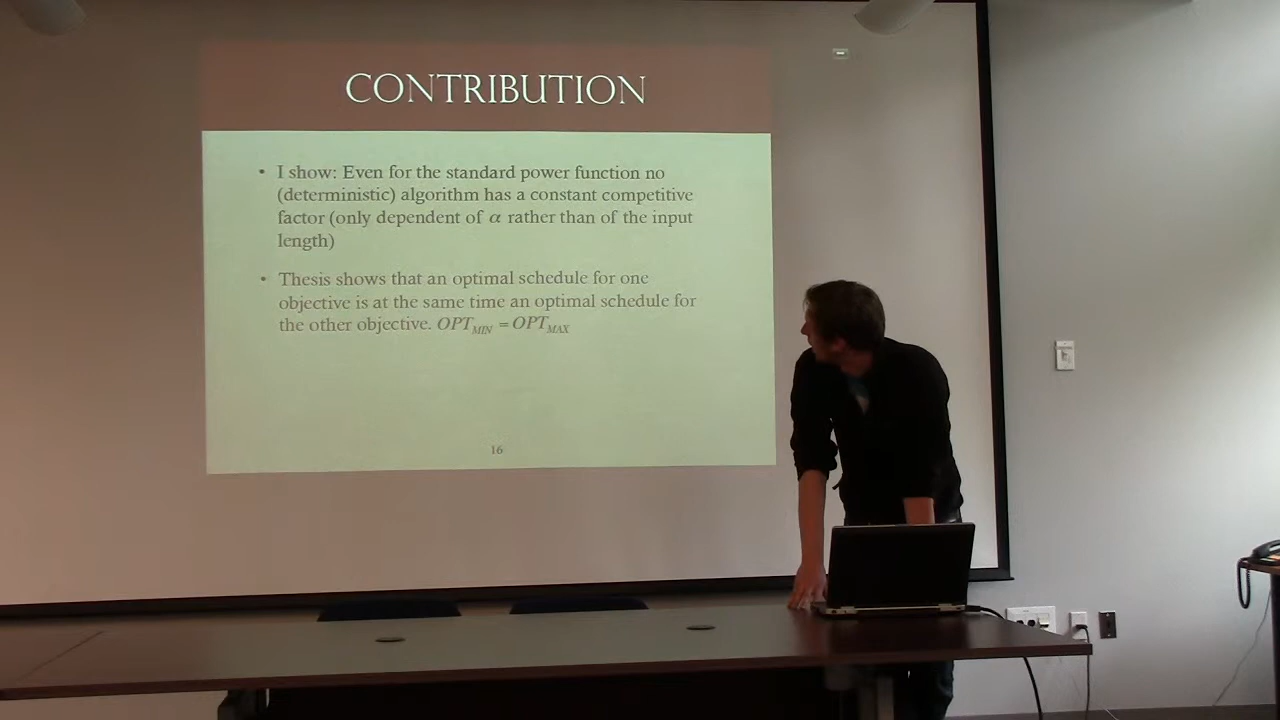 CONTRIBUTION
• I show: Even for the standard power function no
(deterministic) algorithm has a constant competitive
factor (only dependent of α rather than of the input
length)
• Thesis shows that an optimal schedule for one
objective is at the same time an optimal schedule for
the other objective. OPT_MIN = OPT_MAX
16